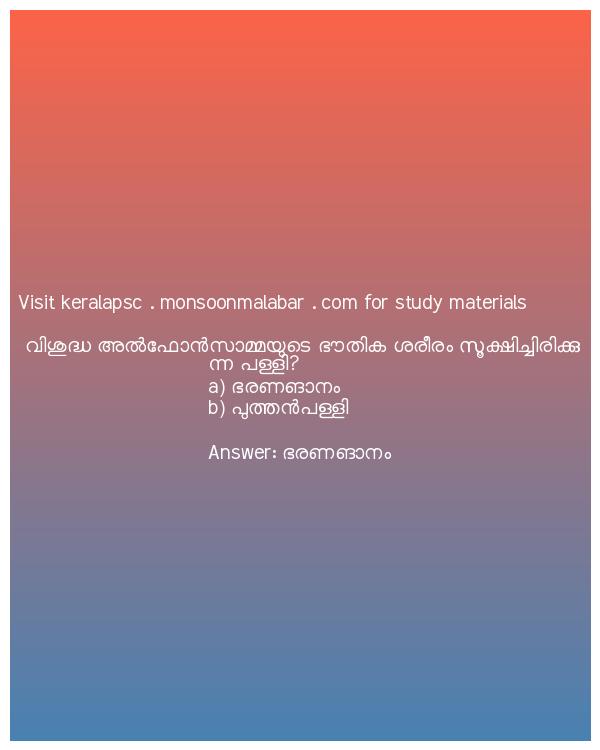 Visit keralapsc . monsoonmalabar . com for study materials
വിശുദ്ധ അൽഫോൻസാമ്മയുടെ ഭൗതിക ശരീരം സൂക്ഷിച്ചിരിക്കു
ന്ന പള്ളി?
a) ഭരണങാനം
b) പുത്തൻപള്ളി
Answer: ഭരണങാനം